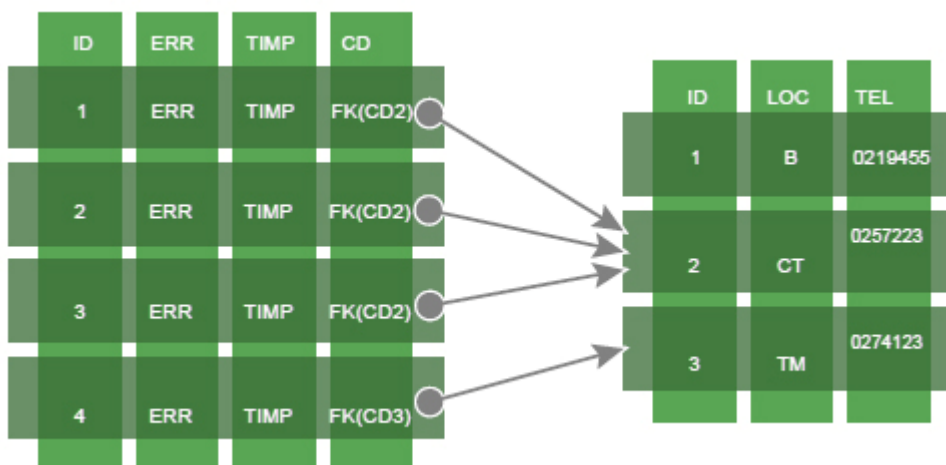 ID ERR TIMP CD
1 ERR TIMP FK(CD2)
2 ERR TIMP FK(CD2)
3 ERR TIMP FK(CD2)
4 ERR TIMP FK(CD3)
ID LOC TEL
1 B 0219455
2 CT 0257223
3 TM 0274123